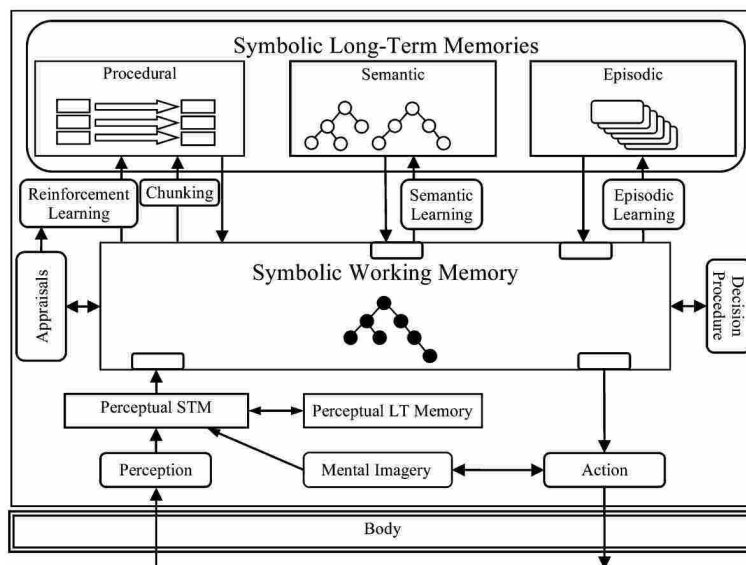 Symbolic Long-Term Memories
Procedural
Semantic
Episodic
Reinforcement
Learning
Chunking
Semantic
Learning
Episodic
Learning
Symbolic Working Memory
Appraisals
Decision
Procedure
Perceptual STM
Perceptual LT Memory
Perception
Mental Imagery
Action
Body